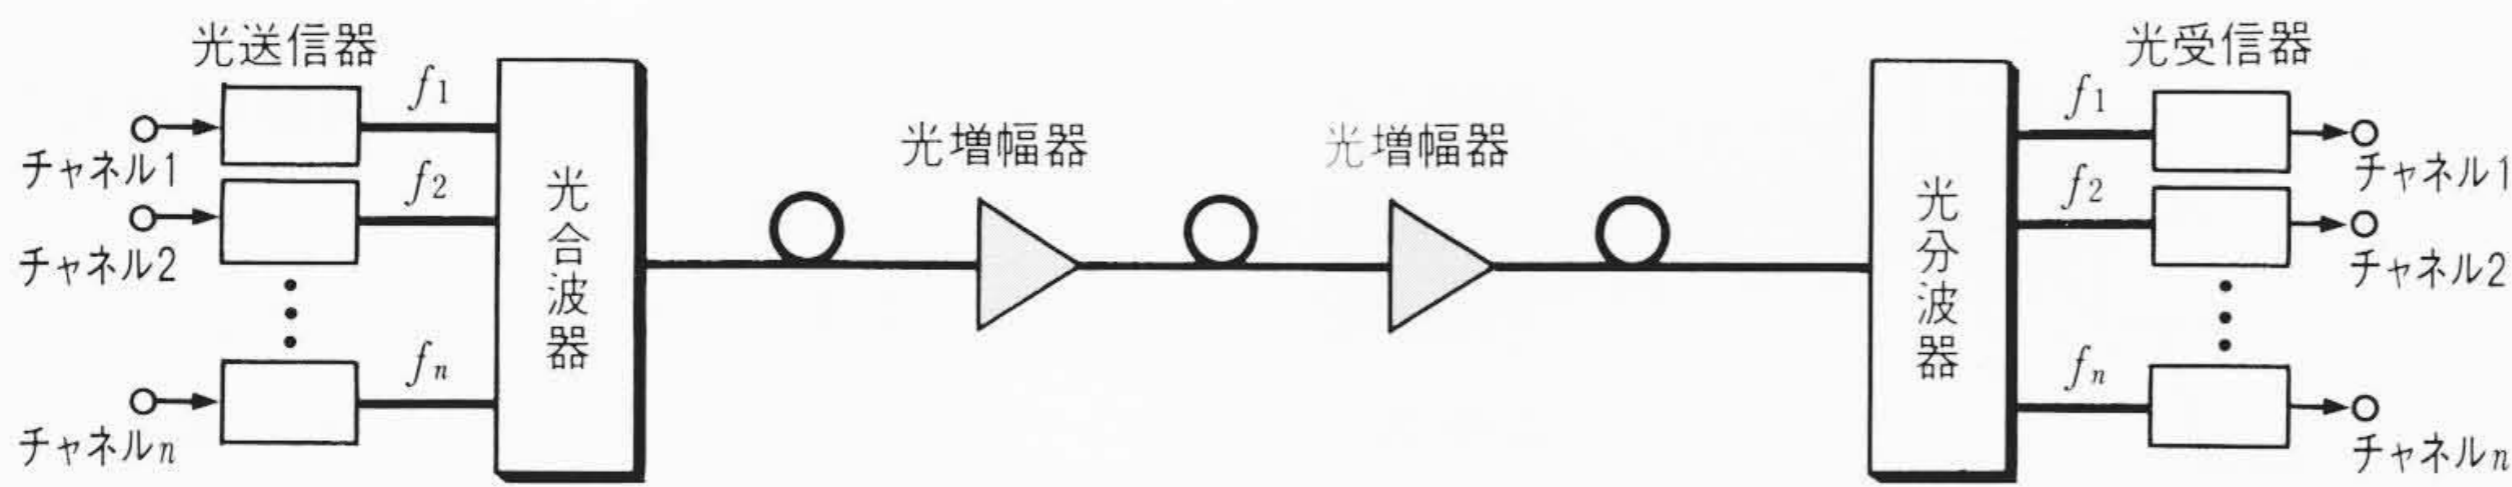 光送信器
チャネル1
f1
チャネル2
f2
チャネルn
fn
光合波器
光増幅器
光増幅器
光分波器
光受信器
f1
チャネル1
f2
チャネル2
fn
チャネルn